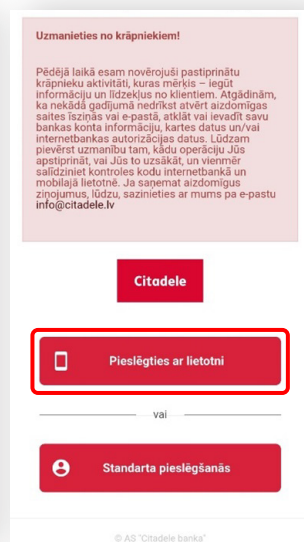 Uzmanieties no krāpniekiem!
Pēdējā laikā esam novērojuši pastiprinātu
krāpnieku aktivitāti, kuras mērķis – iegūt
informāciju un līdzekļus no klientiem. Atgādinām,
ka nekādā gadījumā nedrīkst atvērt aizdomīgas
saites īsziņās vai e-pastā, atklāt vai ievadīt savu
bankas konta informāciju, kartes datus un/vai
internetbankas autorizācijas datus. Lūdzam
pievērst uzmanību tam, kādu operāciju Jūs
apstiprināt, vai Jūs to uzsākāt, un vienmēr
salīdziniet kontroles kodu internetbankā un
mobilajā lietotnē. Ja saņemat aizdomīgus
ziņojumus, lūdzu, sazinieties ar mums pa e-pastu
info@citadele.lv
Citadele
Pieslēgties ar lietotni
vai
Standarta pieslēgšanās
© AS "Citadele banka"